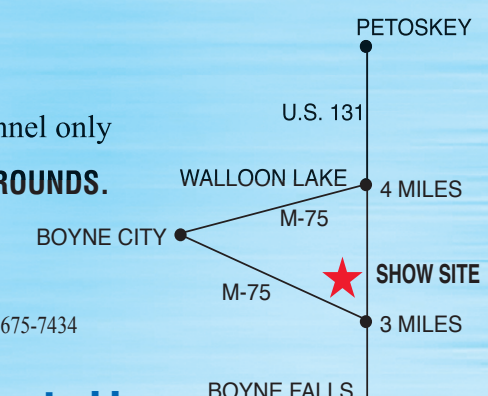 PETOSKEY
U.S. 131
nnel only
ROUNDS.
WALLOON LAKE
4 MILES
M-75
BOYNE CITY
SHOW SITE
M-75
675-7434
3 MILES
BOYNE FALLS